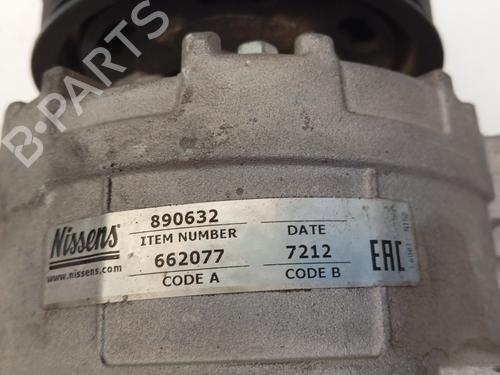 B-PARTS
Nissens
www.nissens.com
890632
ITEM NUMBER
DATE
662077
7212
CODE A
CODE B
EAC